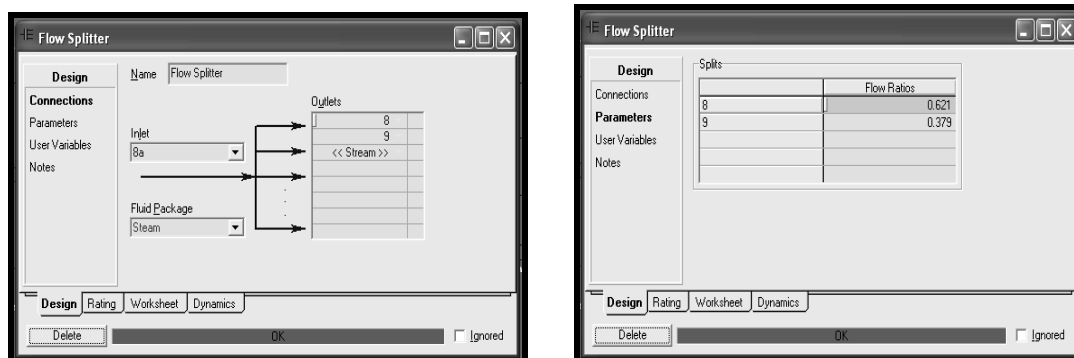 Flow Splitter
Design
Connections
Parameters
User Variables
Notes
Name Flow Splitter
Inlet
8a
Fluid Package
Steam
Outlets
8
9
<< Stream >>
Design Rating Worksheet Dynamics
Delete OK Ignored
Flow Splitter
Design
Connections
Parameters
User Variables
Notes
Splits
Flow Ratios
8 0.621
9 0.379
Design Rating Worksheet Dynamics
Delete OK Ignored